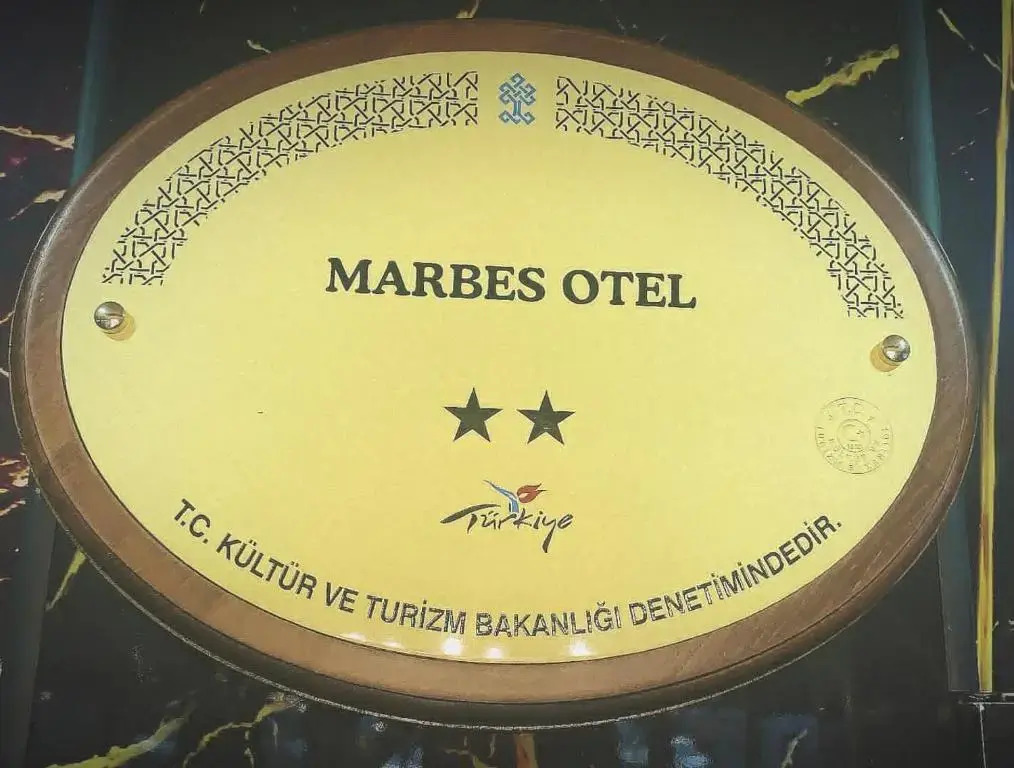 MARBES OTEL
Türkiye
T.C. KÜLTÜR VE TURİZM BAKANLIĞI DENETİMİNDEDİR.